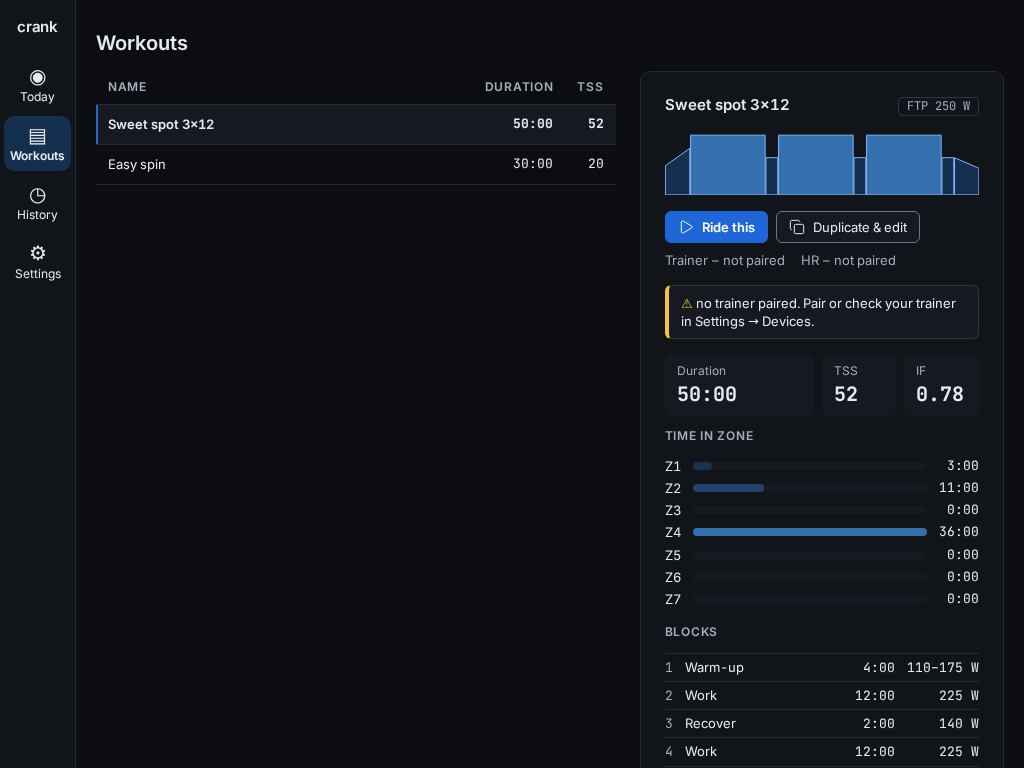 crank
Today
Workouts
History
Settings
Workouts
NAME DURATION TSS
Sweet spot 3×12 50:00 52
Easy spin 30:00 20
Sweet spot 3×12 FTP 250 W
Ride this Duplicate & edit
Trainer – not paired HR – not paired
⚠ no trainer paired. Pair or check your trainer
in Settings → Devices.
Duration TSS IF
50:00 52 0.78
TIME IN ZONE
Z1 3:00
Z2 11:00
Z3 0:00
Z4 36:00
Z5 0:00
Z6 0:00
Z7 0:00
BLOCKS
1 Warm-up 4:00 110–175 W
2 Work 12:00 225 W
3 Recover 2:00 140 W
4 Work 12:00 225 W